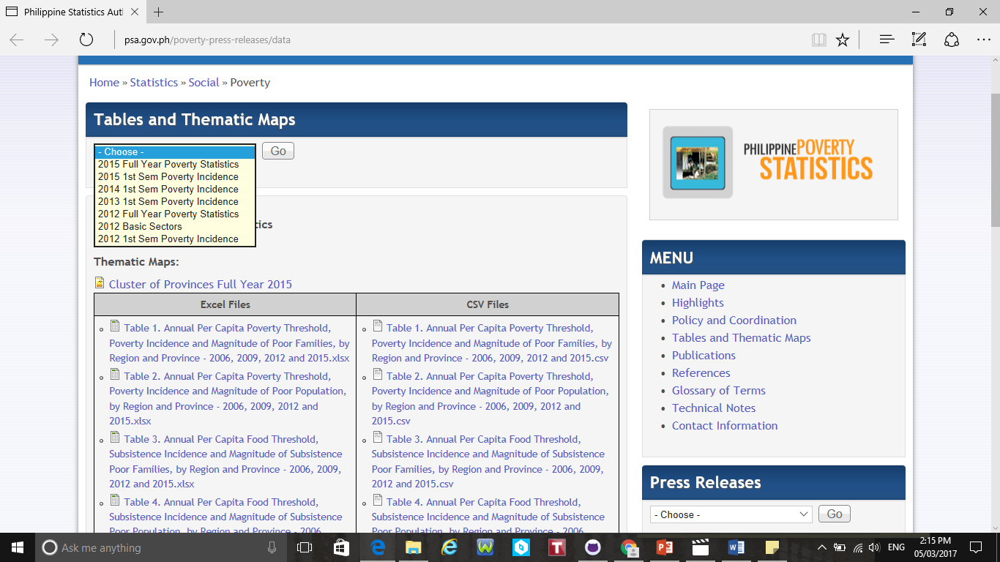 Philippine Statistics Autl
psa.gov.ph/poverty-press-releases/data
Home » Statistics » Social » Poverty
Tables and Thematic Maps
- Choose -
Go
2015 Full Year Poverty Statistics
2015 1st Sem Poverty Incidence
2014 1st Sem Poverty Incidence
2013 1st Sem Poverty Incidence
2012 Full Year Poverty Statistics
2012 Basic Sectors
2012 1st Sem Poverty Incidence
tics
Thematic Maps:
Cluster of Provinces Full Year 2015
Excel Files
Table 1. Annual Per Capita Poverty Threshold,
Poverty Incidence and Magnitude of Poor Families, by
Region and Province - 2006, 2009, 2012 and 2015.xlsx
Table 2. Annual Per Capita Poverty Threshold,
Poverty Incidence and Magnitude of Poor Population,
by Region and Province - 2006, 2009, 2012 and
2015.xlsx
Table 3. Annual Per Capita Food Threshold,
Subsistence Incidence and Magnitude of Subsistence
Poor Families, by Region and Province - 2006, 2009,
2012 and 2015.xlsx
Table 4. Annual Per Capita Food Threshold,
Subsistence Incidence and Magnitude of Subsistence
Poor Population, by Region and Province - 2006,
CSV Files
Table 1. Annual Per Capita Poverty Threshold,
Poverty Incidence and Magnitude of Poor Families, by
Region and Province - 2006, 2009, 2012 and 2015.csv
Table 2. Annual Per Capita Poverty Threshold,
Poverty Incidence and Magnitude of Poor Population,
by Region and Province - 2006, 2009, 2012 and
2015.csv
Table 3. Annual Per Capita Food Threshold,
Subsistence Incidence and Magnitude of Subsistence
Poor Families, by Region and Province - 2006, 2009,
2012 and 2015.csv
Table 4. Annual Per Capita Food Threshold,
Subsistence Incidence and Magnitude of Subsistence
Poor Population, by Region and Province - 2006,
PHILIPPINE POVERTY
STATISTICS
MENU
Main Page
Highlights
Policy and Coordination
Tables and Thematic Maps
Publications
References
Glossary of Terms
Technical Notes
Contact Information
Press Releases
- Choose -
Go
Ask me anything
ENG
2:15 PM
05/03/2017